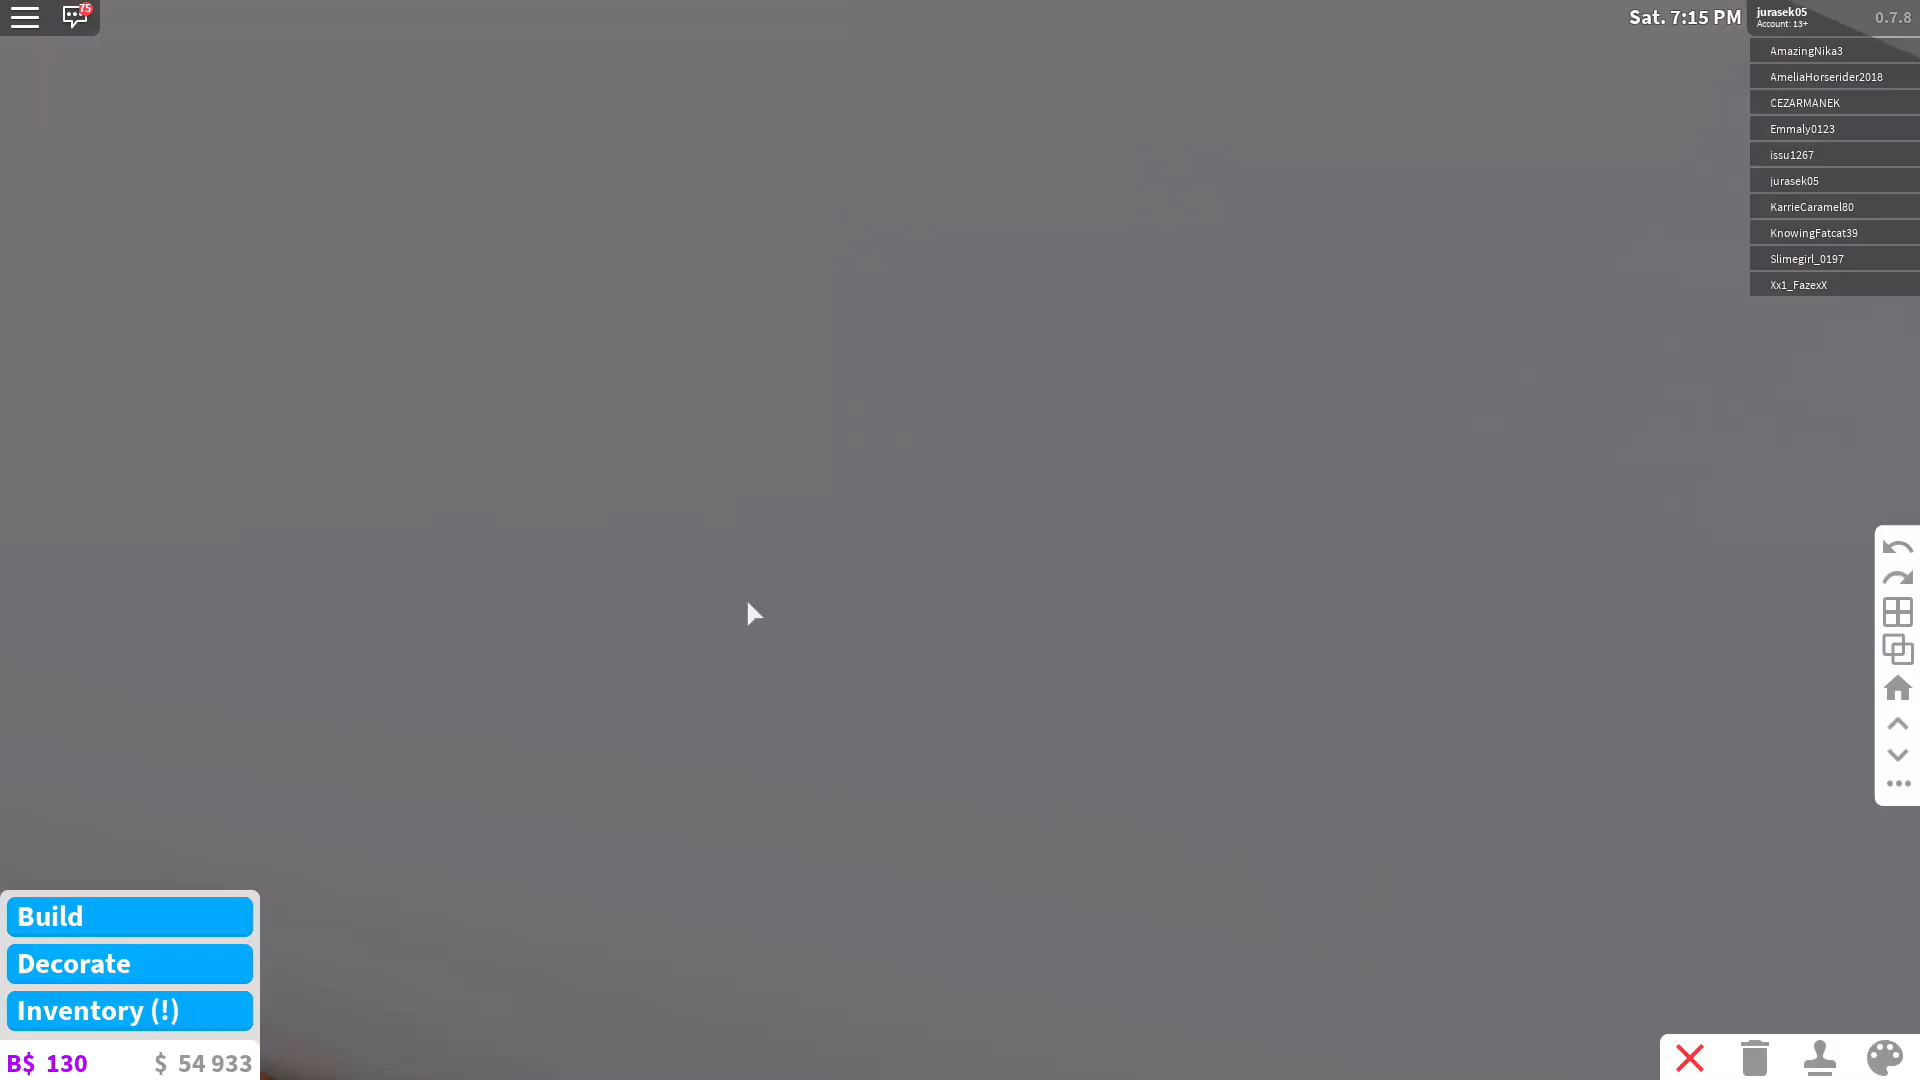 75
Sat. 7:15 PM
jurasek05
Account: 13+
0.7.8
AmazingNika3
AmeliaHorserider2018
CEZARMANEK
Emmaly0123
issu1267
jurasek05
KarrieCaramel80
KnowingFatcat39
Slimegirl_0197
Xx1_FazexX
Build
Decorate
Inventory (!)
B$ 130 $ 54 933